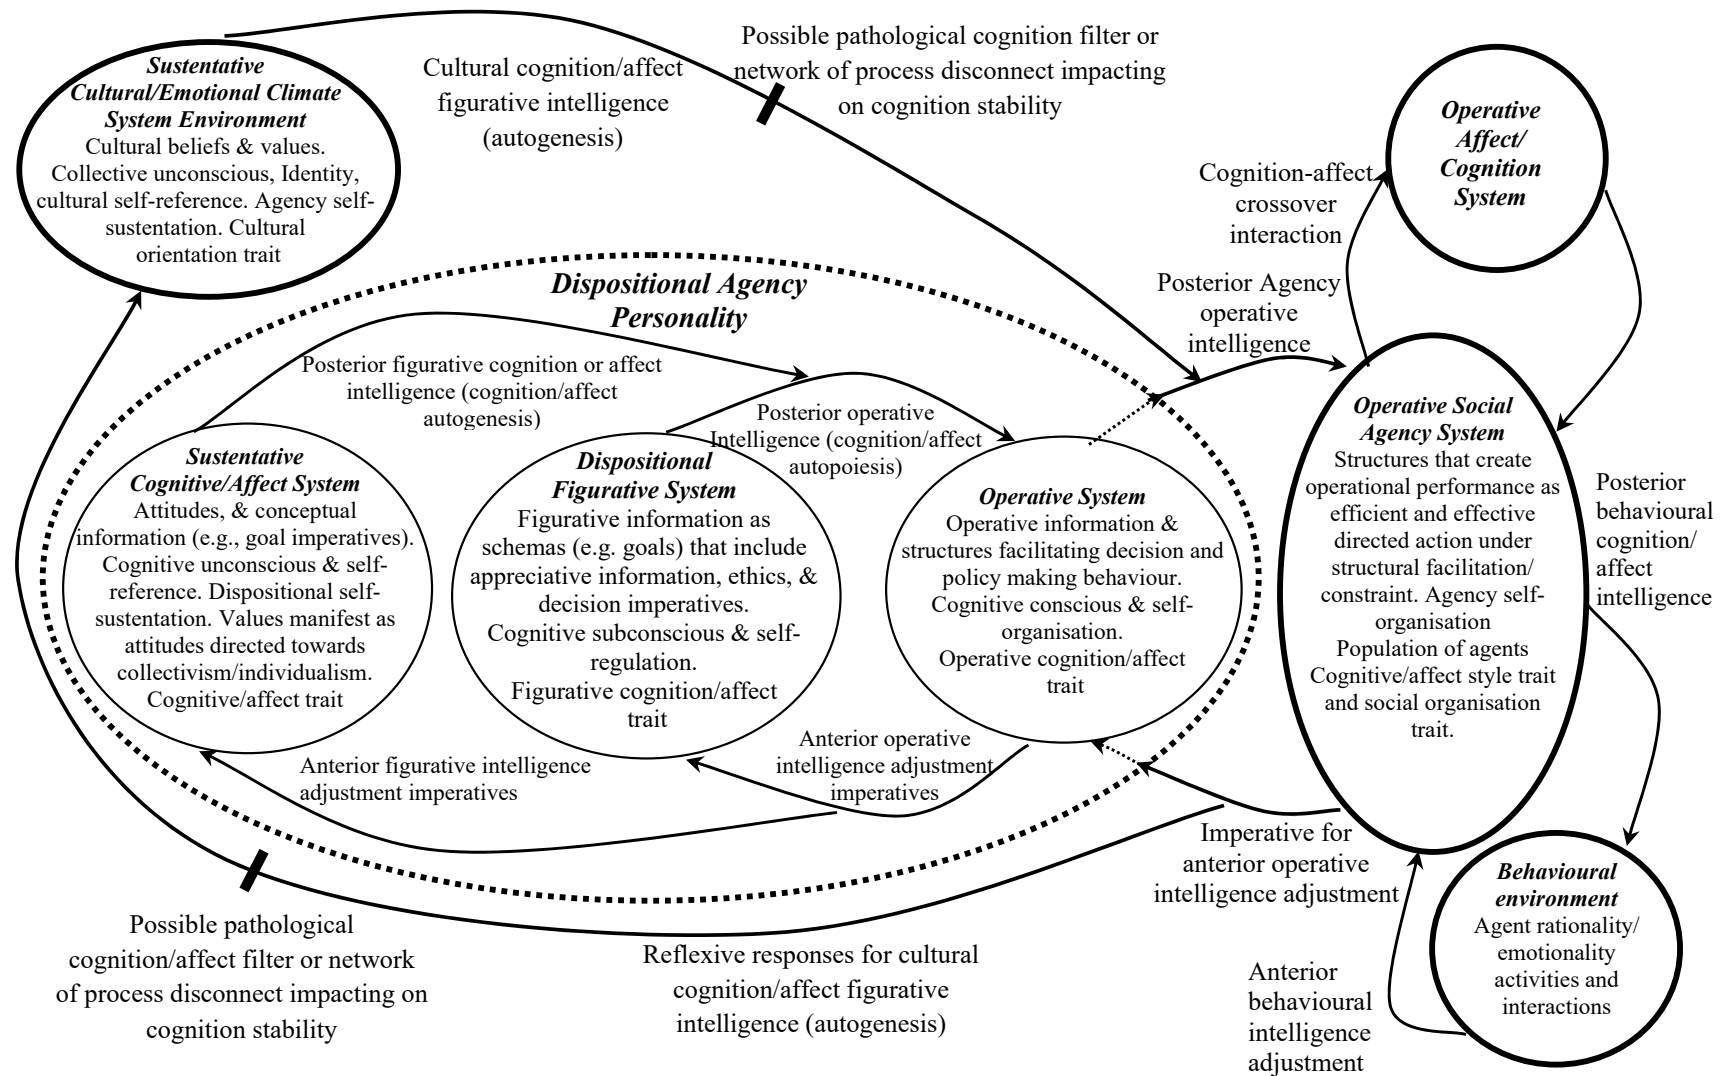 Sustentative
Cultural/Emotional Climate
System Environment
Cultural beliefs & values.
Collective unconscious, Identity,
cultural self-reference. Agency self-
sustentation. Cultural
orientation trait
Cultural cognition/affect
figurative intelligence
(autogenesis)
Possible pathological cognition filter or
network of process disconnect impacting
on cognition stability
Operative
Affect/
Cognition
System
Cognition-affect
crossover
interaction
Posterior Agency
operative
intelligence
Dispositional Agency
Personality
Posterior figurative cognition or affect
intelligence (cognition/affect
autogenesis)
Posterior operative
Intelligence (cognition/affect
autopoiesis)
Sustentative
Cognitive/Affect System
Attitudes, & conceptual
information (e.g., goal imperatives).
Cognitive unconscious & self-
reference. Dispositional self-
sustentation. Values manifest as
attitudes directed towards
collectivism/individualism.
Cognitive/affect trait
Dispositional
Figurative System
Figurative information as
schemas (e.g. goals) that include
appreciative information, ethics, &
decision imperatives.
Cognitive subconscious & self-
regulation.
Figurative cognition/affect
trait
Operative System
Operative information &
structures facilitating decision and
policy making behaviour.
Cognitive conscious & self-
organisation.
Operative cognition/affect
trait
Operative Social
Agency System
Structures that create
operational performance as
efficient and effective
directed action under
structural facilitation/
constraint. Agency self-
organisation
Population of agents
Cognitive/affect style trait
and social organisation
trait.
Posterior
behavioural
cognition/
affect
intelligence
Anterior figurative intelligence
adjustment imperatives
Anterior operative
intelligence adjustment
imperatives
Imperative for
anterior operative
intelligence adjustment
Behavioural
environment
Agent rationality/
emotionality
activities and
interactions
Possible pathological
cognition/affect filter or network
of process disconnect impacting on
cognition stability
Reflexive responses for cultural
cognition/affect figurative
intelligence (autogenesis)
Anterior
behavioural
intelligence
adjustment